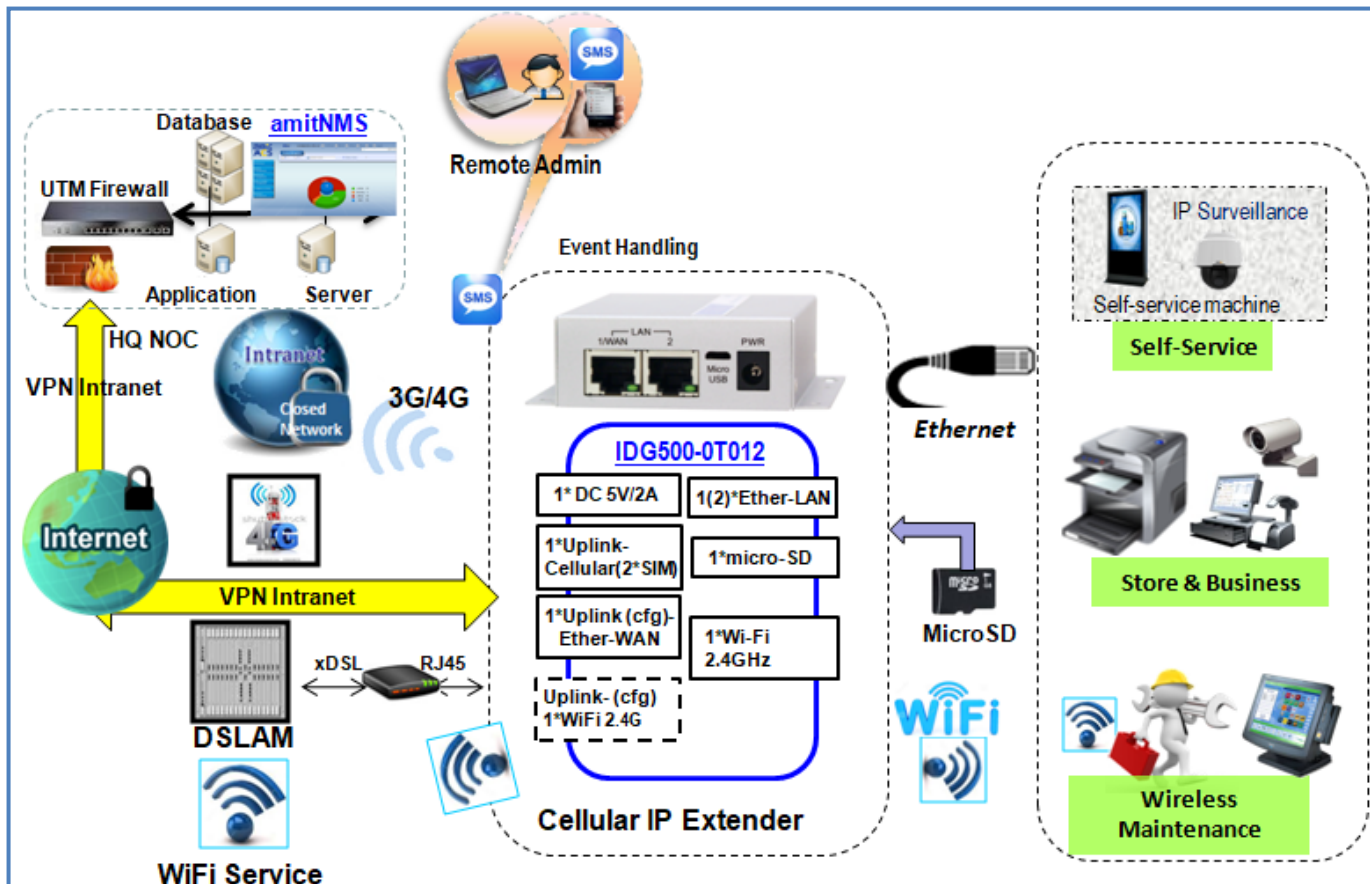 SMS
Remote Admin
Database
amitNMS
UTM Firewall
Application
Server
HQ NOC
VPN Intranet
Intranet
Closed
Network
3G/4G
Internet
4G
VPN Intranet
xDSL
RJ45
DSLAM
WiFi Service
Event Handling
SMS
LAN
1/WAN
2
Micro
USB
PWR
IDG500-0T012
1* DC 5V/2A
1(2)*Ether-LAN
1*Uplink-
Cellular(2*SIM)
1*micro-SD
1*Uplink (cfg)-
Ether-WAN
1*Wi-Fi
2.4GHz
Uplink- (cfg)
1*WiFi 2.4G
Cellular IP Extender
Ethernet
micro
MicroSD
WiFi
IP Surveillance
Self-service machine
Self-Service
Store & Business
Wireless
Maintenance